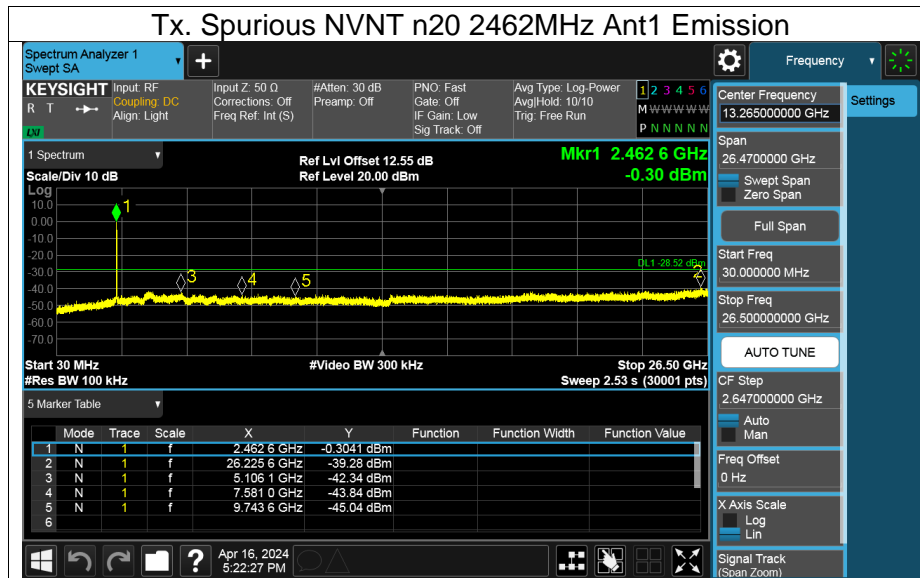 Tx. Spurious NVNT n20 2462MHz Ant1 Emission
Spectrum Analyzer 1
Swept SA
+
Frequency
KEYSIGHT
R T
LXI
Input: RF
Coupling: DC
Align: Light
Input Z: 50 Ω
Corrections: Off
Freq Ref: Int (S)
#Atten: 30 dB
Preamp: Off
PNO: Fast
Gate: Off
IF Gain: Low
Sig Track: Off
Avg Type: Log-Power
Avg|Hold: 10/10
Trig: Free Run
1 2 3 4 5 6
M W W W W W
P N N N N N
Center Frequency
13.265000000 GHz
Settings
Span
26.4700000 GHz
Swept Span
Zero Span
Full Span
Start Freq
30.000000 MHz
Stop Freq
26.500000000 GHz
AUTO TUNE
CF Step
2.647000000 GHz
Auto
Man
Freq Offset
0 Hz
X Axis Scale
Log
Lin
Signal Track
(Span Zoom)
1 Spectrum
Scale/Div 10 dB
Ref Lvl Offset 12.55 dB
Ref Level 20.00 dBm
Mkr1 2.462 6 GHz
-0.30 dBm
Log
10.0
0.00
-10.0
-20.0
-30.0
-40.0
-50.0
-60.0
-70.0
1
3
4
5
2
DL1 -28.52 dBm
Start 30 MHz
#Video BW 300 kHz
Stop 26.50 GHz
#Res BW 100 kHz
Sweep 2.53 s (30001 pts)
5 Marker Table
Mode Trace Scale X Y Function Function Width Function Value
1 N 1 f 2.462 6 GHz -0.3041 dBm
2 N 1 f 26.225 6 GHz -39.28 dBm
3 N 1 f 5.106 1 GHz -42.34 dBm
4 N 1 f 7.581 0 GHz -43.84 dBm
5 N 1 f 9.743 6 GHz -45.04 dBm
6
?
Apr 16, 2024
5:22:27 PM